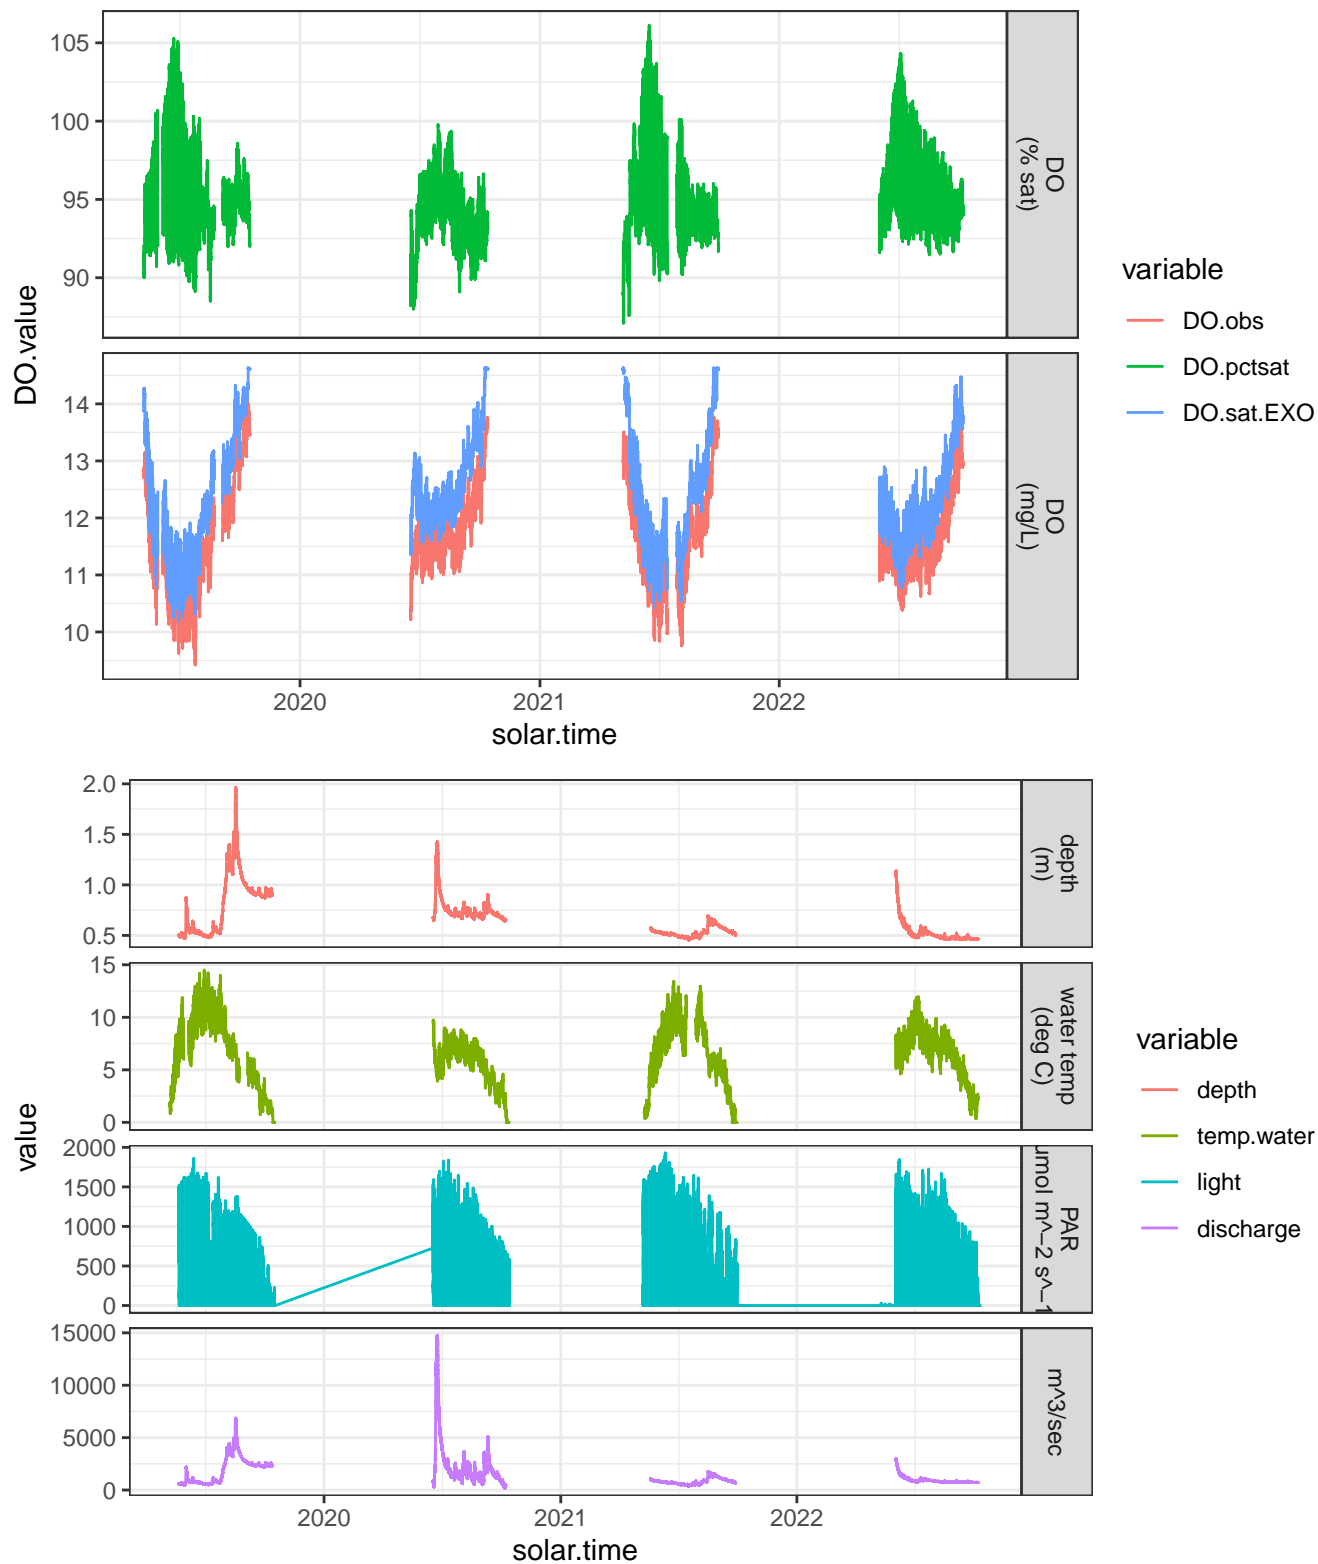 DO.value
105
100
95
90
DO
(% sat)
14
13
12
11
10
DO
(mg/L)
2020
2021
2022
solar.time
variable
DO.obs
DO.pctsat
DO.sat.EXO
value
2.0
1.5
1.0
0.5
depth
(m)
15
10
5
0
water temp
(deg C)
2000
1500
1000
500
0
PAR
umol m^−2 s^−1
15000
10000
5000
0
m^3/sec
2020
2021
2022
solar.time
variable
depth
temp.water
light
discharge